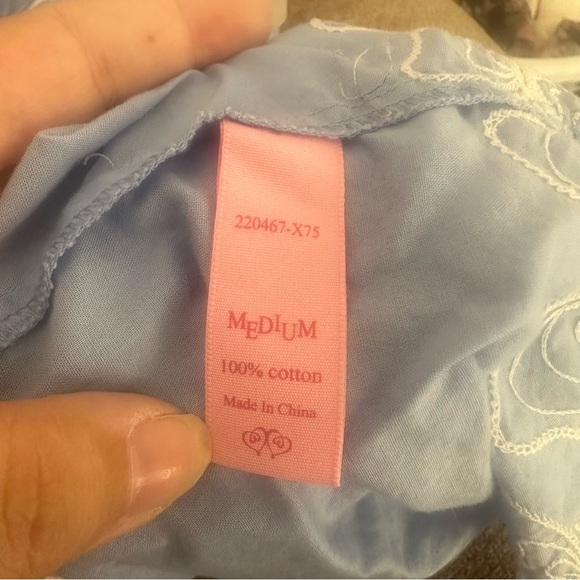 220467-X75
MEDIUM
100% cotton
Made In China